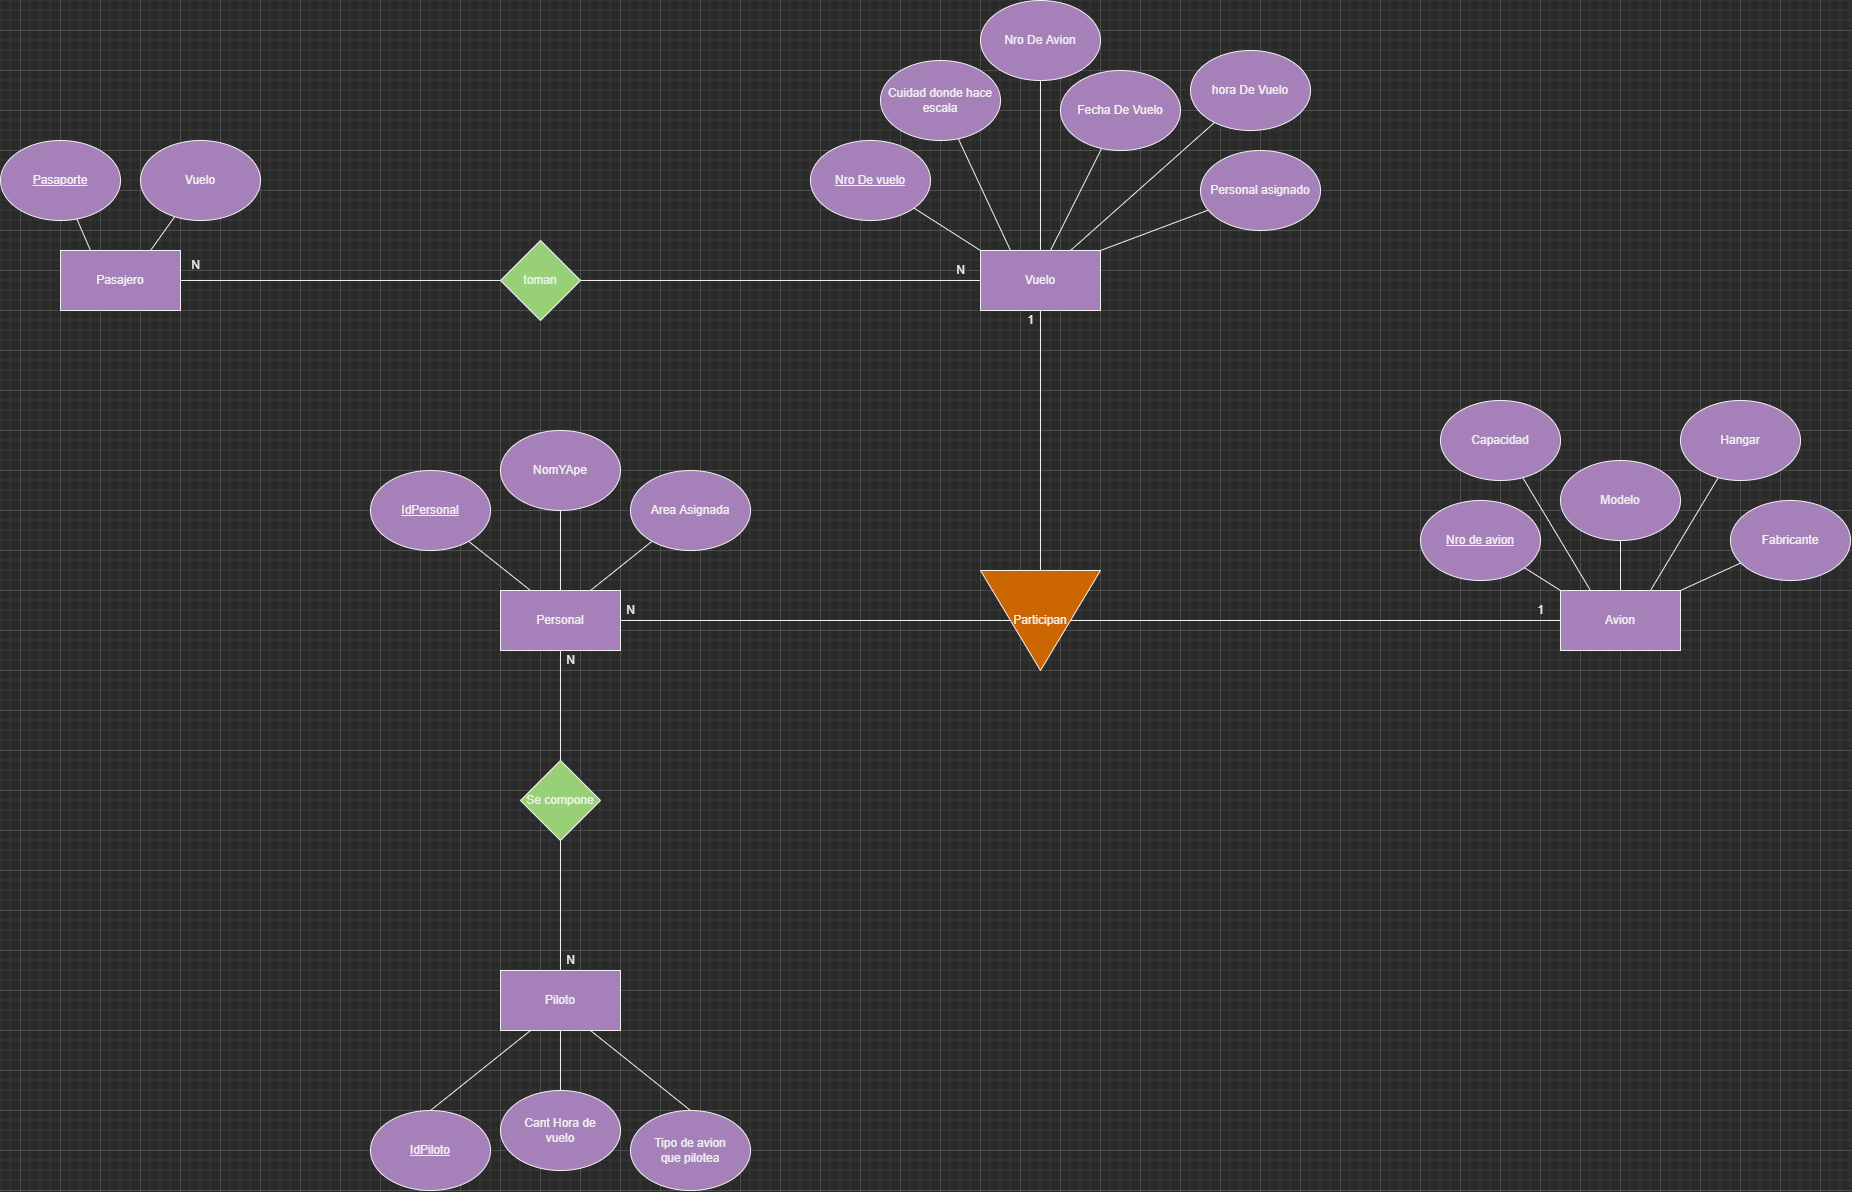 Nro De Avion
Cuidad donde hace
escala
Fecha De Vuelo
hora De Vuelo
Pasaporte
Vuelo
Nro De vuelo
Personal asignado
Pasajero
N
toman
N
Vuelo
1
Capacidad
Hangar
NomYApe
Modelo
IdPersonal
Area Asignada
Nro de avion
Fabricante
Personal
N
Participan
1
Avion
N
Se compone
N
Piloto
IdPiloto
Cant Hora de
vuelo
Tipo de avion
que pilotea